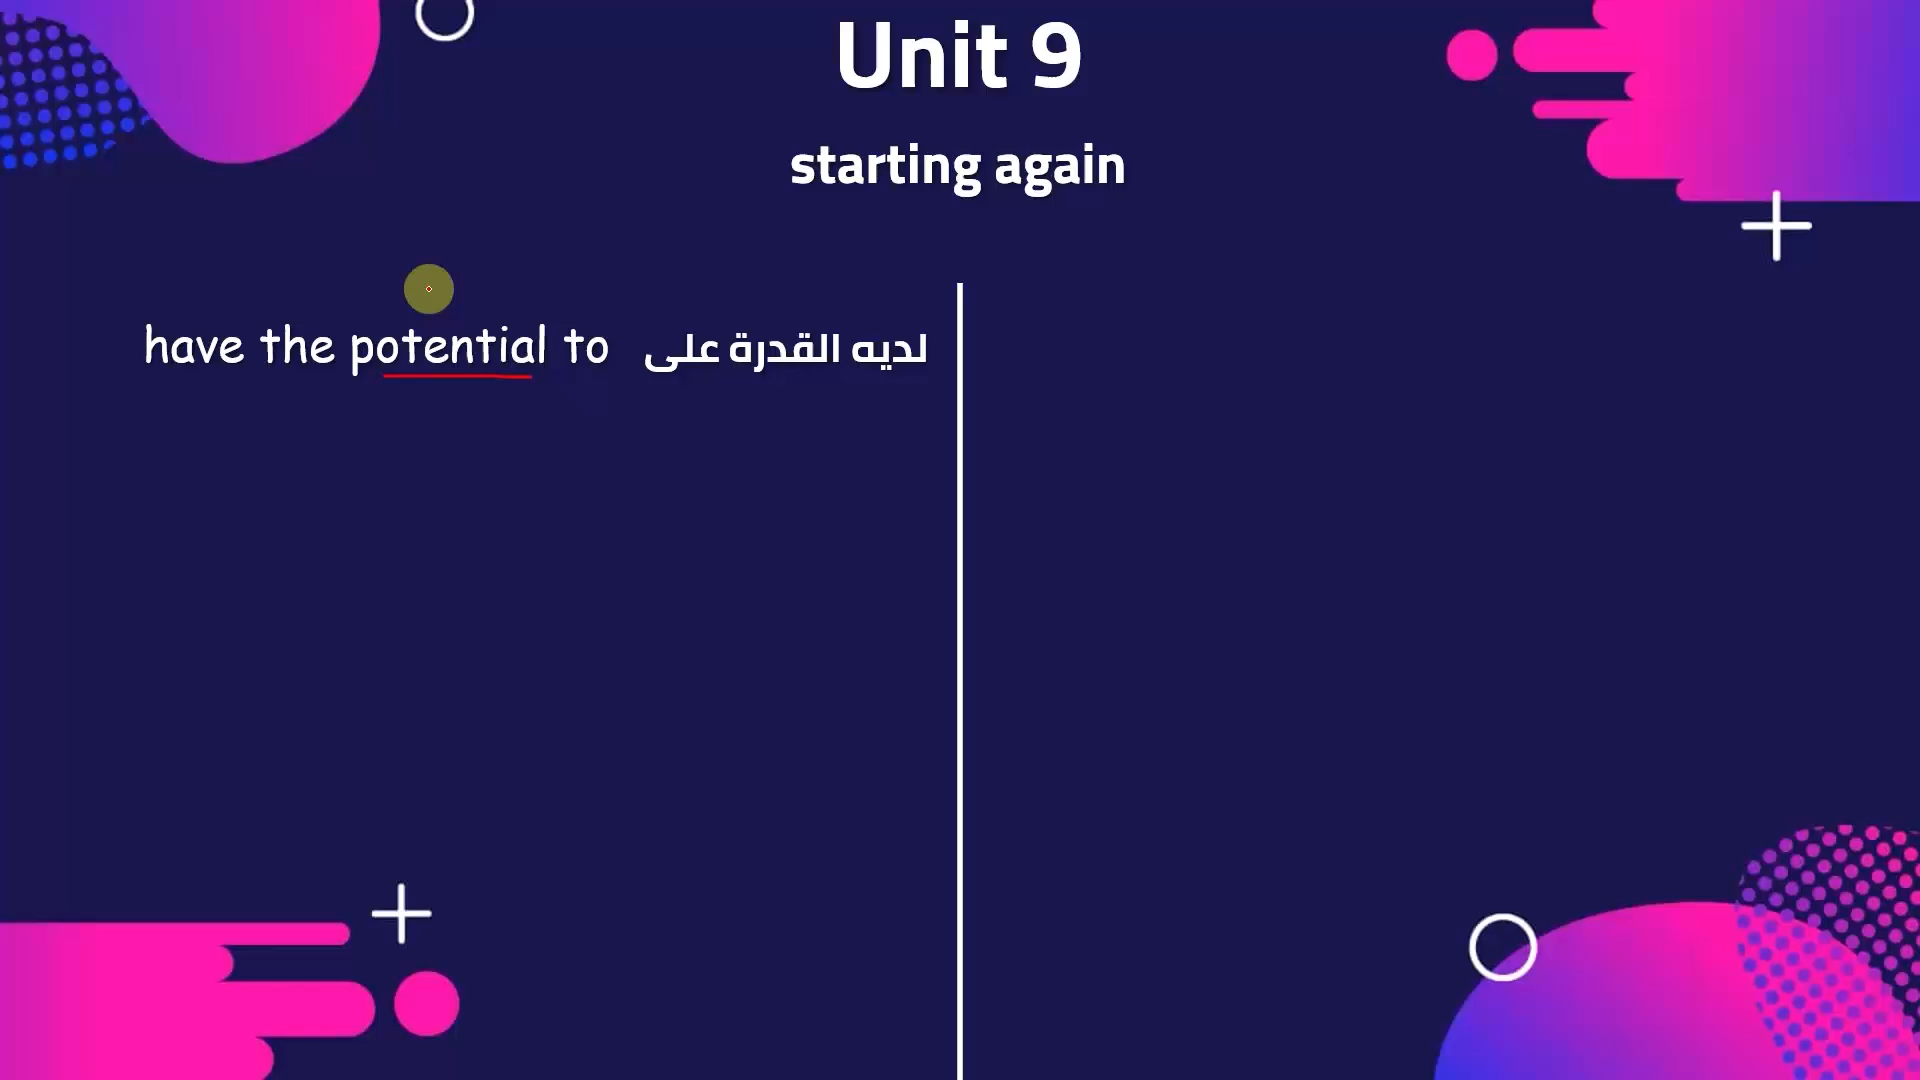 Unit 9
starting again
have the potential to لديه القدرة على